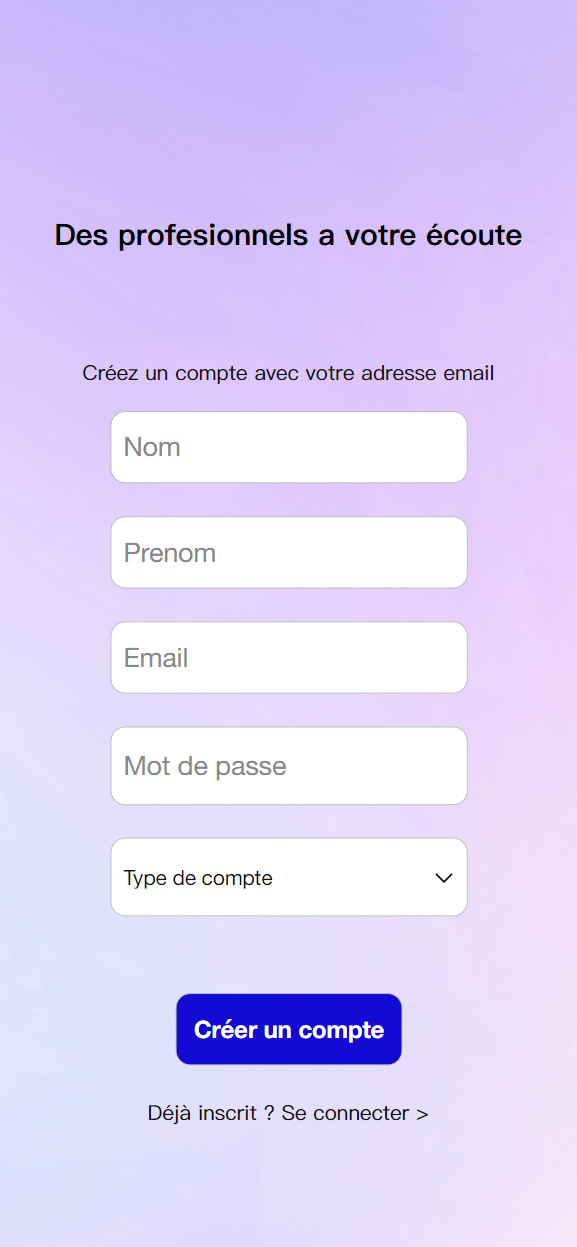 Des profesionnels a votre écoute
Créez un compte avec votre adresse email
Nom
Prenom
Email
Mot de passe
Type de compte
Créer un compte
Déjà inscrit ? Se connecter >